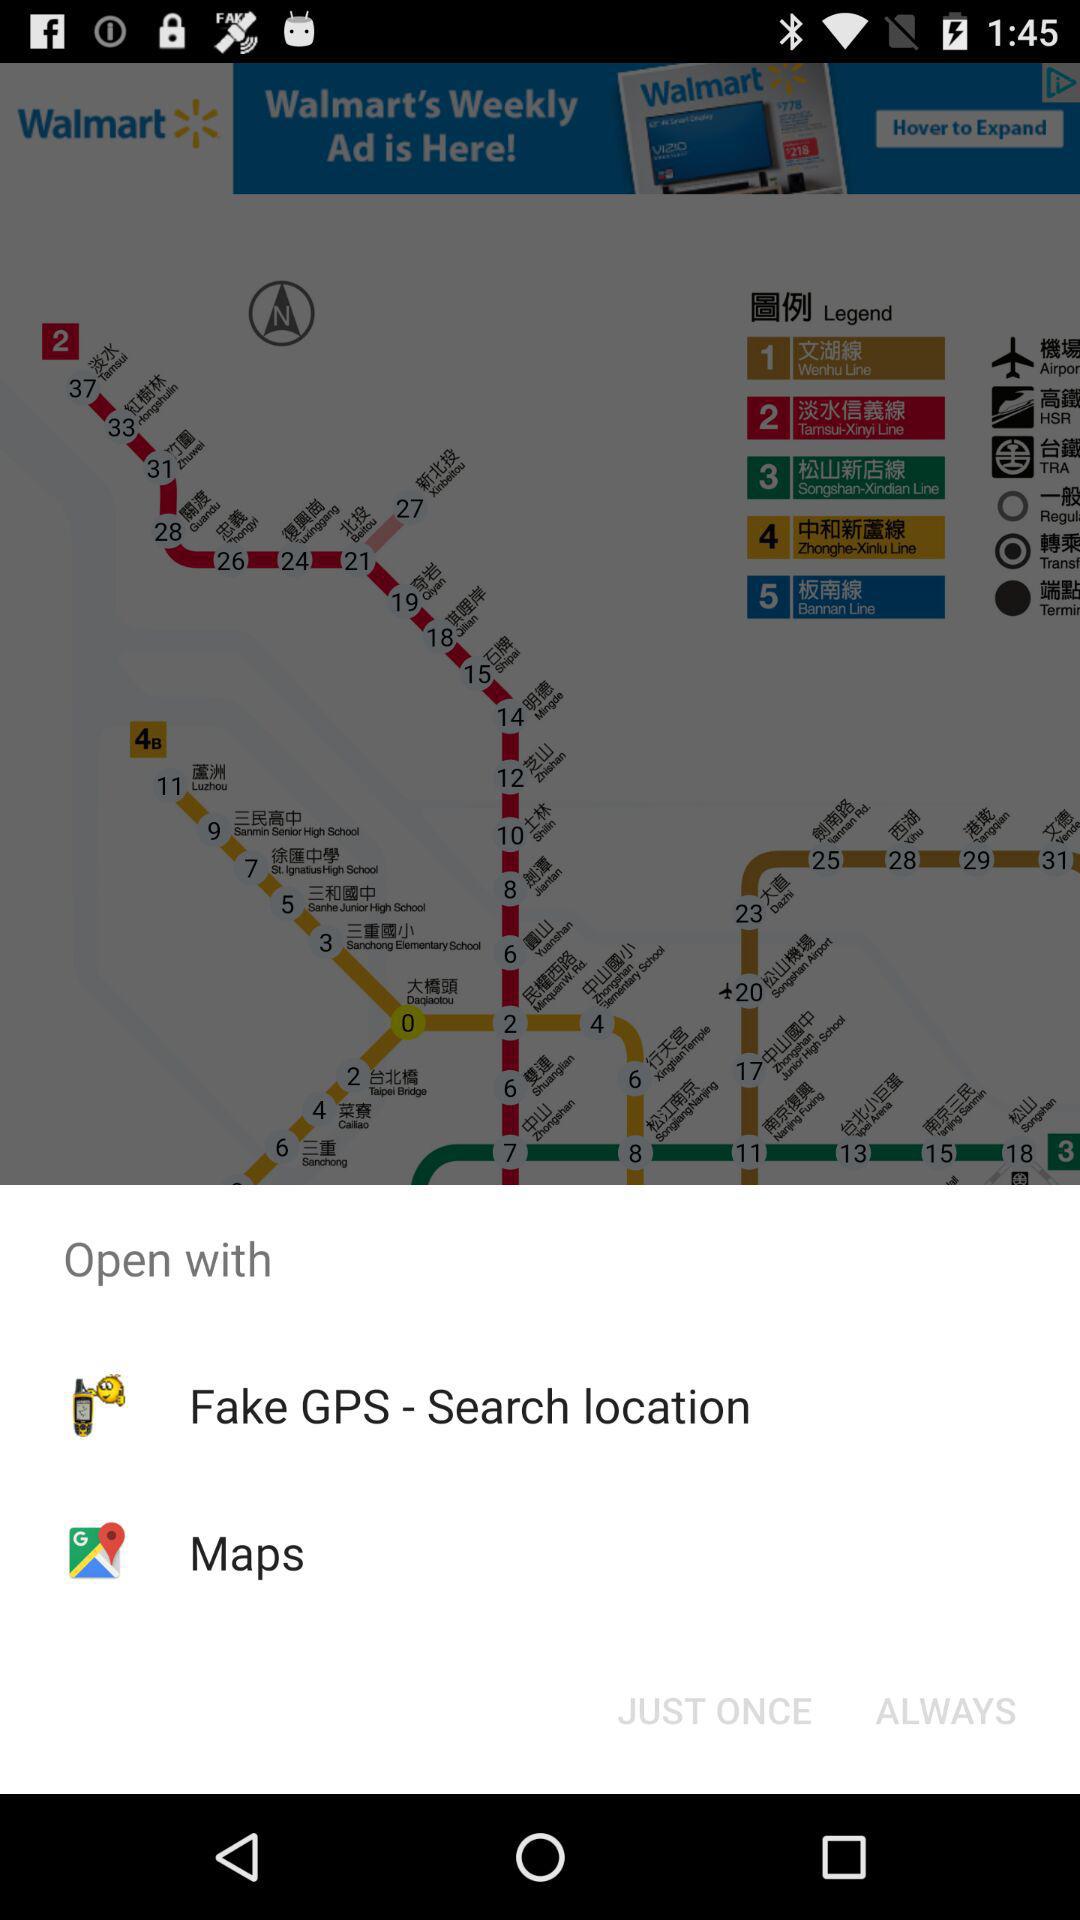 FAKE
1:45
Walmart
Walmart's Weekly
Ad is Here!
Walmart
$778
VIZIO
$218
Hover to Expand
N
圖例 Legend
1 文湖線
Wenhu Line
2 淡水信義線
Tamsui-Xinyi Line
3 松山新店線
Songshan-Xindian Line
4 中和新蘆線
Zhonghe-Xinlu Line
5 板南線
Bannan Line
機場
Airpor
高鐵
HSR
台鐵
TRA
一般
Regula
轉乘
Transf
端點
Termin
2
37 淡水
Tamsui
33 紅樹林
Hongshulin
31 竹圍
Zhuwei
28 關渡
Guandu
26 忠義
Zhongyi
24 復興崗
Fuxinggang
21 北投
Beitou
27 新北投
Xinbeitou
19 奇岩
Qiyan
18 唭哩岸
Qilian
15 石牌
Shipai
14 明德
Mingde
12 芝山
Zhishan
10 士林
Shilin
8 劍潭
Jiantan
6 圓山
Yuanshan
2 民權西路
Minquan W. Rd.
6 雙連
Shuanglian
7 中山
Zhongshan
4B
11 蘆洲
Luzhou
9 三民高中
Sanmin Senior High School
7 徐匯中學
St. Ignatius High School
5 三和國中
Sanhe Junior High School
3 三重國小
Sanchong Elementary School
0 大橋頭
Daqiaotou
2 台北橋
Taipei Bridge
4 菜寮
Cailiao
6 三重
Sanchong
4 中山國小
Zhongshan
Elementary School
6 行天宮
Xingtian Temple
8 松江南京
Songjiang Nanjing
25 劍南路
Jiannan Rd.
28 西湖
Xihu
29 港墘
Gangqian
31 文德
Wende
23 大直
Dazhi
20 松山機場
Songshan Airport
17 中山國中
Zhongshan
Junior High School
11 南京復興
Nanjing Fuxing
13 台北小巨蛋
Taipei Arena
15 南京三民
Nanjing Sanmin
18 松山
Songshan
3
Open with
Fake GPS - Search location
G
Maps
JUST ONCE
ALWAYS